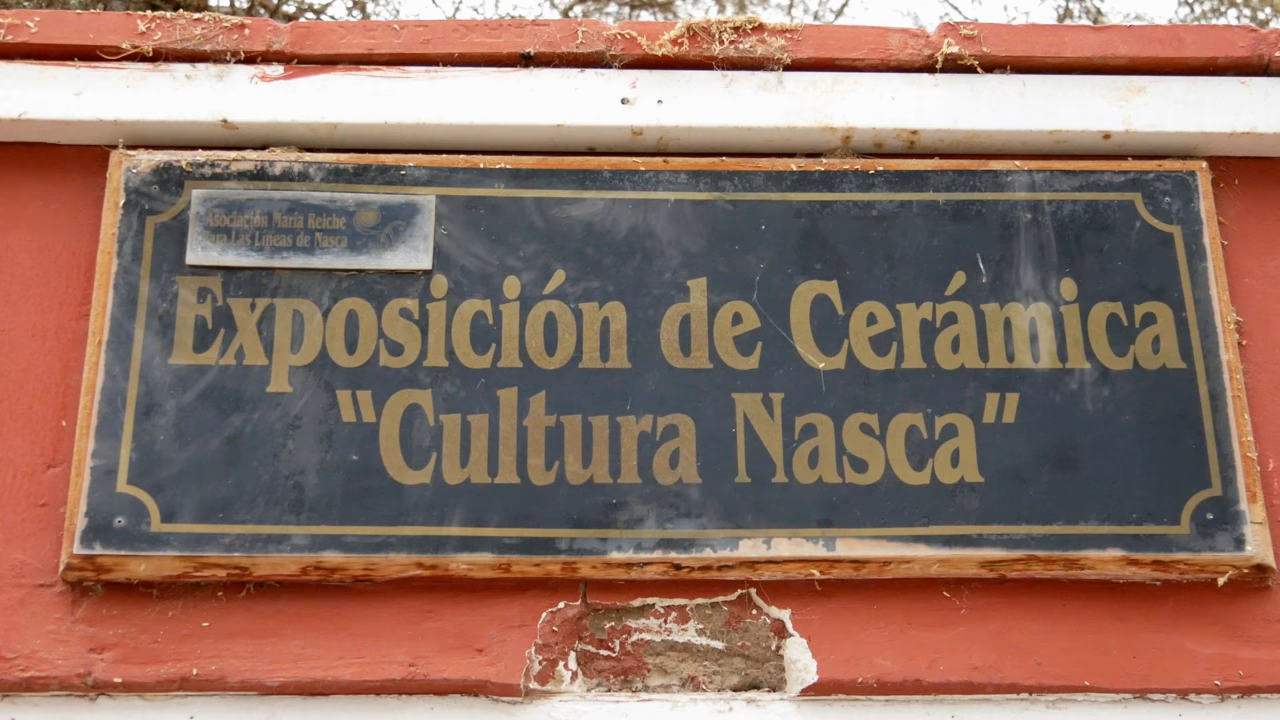 Asociación María Reiche
para Las Líneas de Nasca
Exposición de Cerámica
"Cultura Nasca"